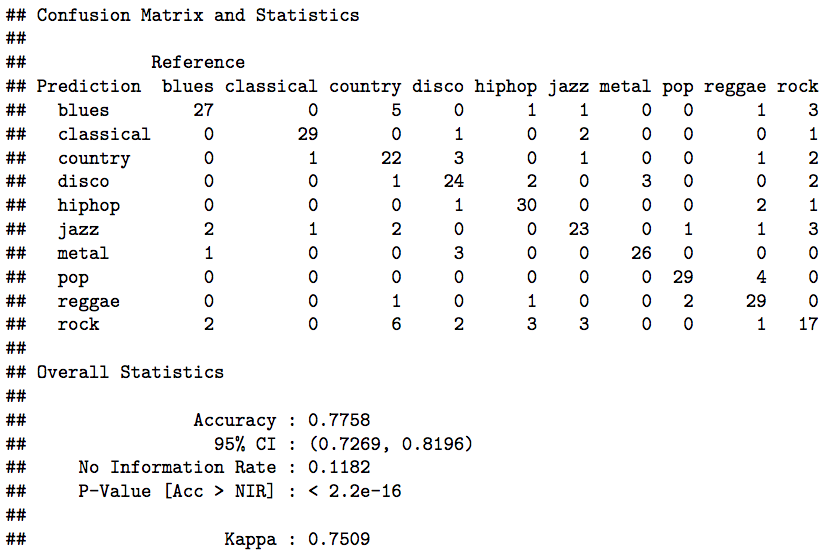 ## Confusion Matrix and Statistics
##
##           Reference
## Prediction  blues classical country disco hiphop jazz metal pop reggae rock
##   blues        27         0       5     0      1    1     0   0      1    3
##   classical     0        29       0     1      0    2     0   0      0    1
##   country       0         1      22     3      0    1     0   0      1    2
##   disco         0         0       1    24      2    0     3   0      0    2
##   hiphop        0         0       0     1     30    0     0   0      2    1
##   jazz          2         1       2     0      0   23     0   1      1    3
##   metal         1         0       0     3      0    0    26   0      0    0
##   pop           0         0       0     0      0    0     0  29      4    0
##   reggae        0         0       1     0      1    0     0   2     29    0
##   rock          2         0       6     2      3    3     0   0      1   17
##
## Overall Statistics
##
##                Accuracy : 0.7758
##                  95% CI : (0.7269, 0.8196)
##     No Information Rate : 0.1182
##     P-Value [Acc > NIR] : < 2.2e-16
##
##                   Kappa : 0.7509